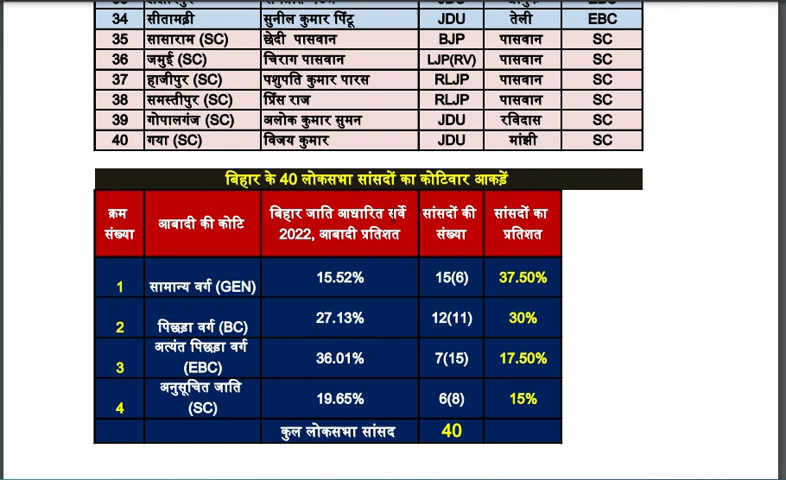 34 सीतामढ़ी सुनील कुमार पिंटू JDU तेली EBC
35 सासाराम (SC) छेदी पासवान BJP पासवान SC
36 जमुई (SC) चिराग पासवान LJP(RV) पासवान SC
37 हाजीपुर (SC) पशुपति कुमार पारस RLJP पासवान SC
38 समस्तीपुर (SC) प्रिंस राज RLJP पासवान SC
39 गोपालगंज (SC) अलोक कुमार सुमन JDU रविदास SC
40 गया (SC) विजय कुमार JDU मांझी SC
बिहार के 40 लोकसभा सांसदों का कोटिवार आकड़ें
क्रम संख्या आबादी की कोटि बिहार जाति आधारित सर्वे 2022, आबादी प्रतिशत सांसदों की संख्या सांसदों का प्रतिशत
1 सामान्य वर्ग (GEN) 15.52% 15(6) 37.50%
2 पिछड़ा वर्ग (BC) 27.13% 12(11) 30%
3 अत्यंत पिछड़ा वर्ग (EBC) 36.01% 7(15) 17.50%
4 अनुसूचित जाति (SC) 19.65% 6(8) 15%
कुल लोकसभा सांसद 40